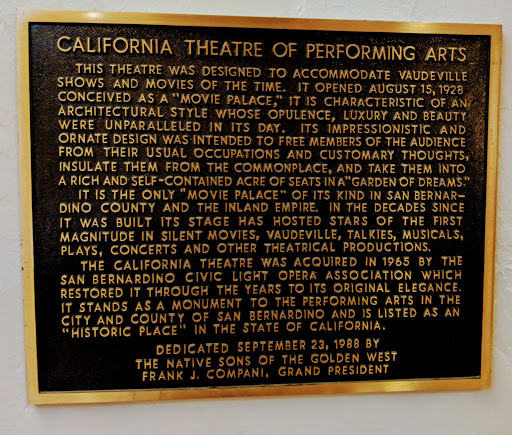 CALIFORNIA THEATRE OF PERFORMING ARTS
THIS THEATRE WAS DESIGNED TO ACCOMMODATE VAUDEVILLE
SHOWS AND MOVIES OF THE TIME. IT OPENED AUGUST 15, 1928
CONCEIVED AS A "MOVIE PALACE," IT IS CHARACTERISTIC OF AN
ARCHITECTURAL STYLE WHOSE OPULENCE, LUXURY AND BEAUTY
WERE UNPARALLELED IN ITS DAY. ITS IMPRESSIONISTIC AND
ORNATE DESIGN WAS INTENDED TO FREE MEMBERS OF THE AUDIENCE
FROM THEIR USUAL OCCUPATIONS AND CUSTOMARY THOUGHTS,
INSULATE THEM FROM THE COMMONPLACE, AND TAKE THEM INTO
A RICH AND SELF-CONTAINED ACRE OF SEATS IN A "GARDEN OF DREAMS."
IT IS THE ONLY "MOVIE PALACE" OF ITS KIND IN SAN BERNAR-
DINO COUNTY AND THE INLAND EMPIRE. IN THE DECADES SINCE
IT WAS BUILT ITS STAGE HAS HOSTED STARS OF THE FIRST
MAGNITUDE IN SILENT MOVIES, VAUDEVILLE, TALKIES, MUSICALS,
PLAYS, CONCERTS AND OTHER THEATRICAL PRODUCTIONS.
THE CALIFORNIA THEATRE WAS ACQUIRED IN 1965 BY THE
SAN BERNARDINO CIVIC LIGHT OPERA ASSOCIATION WHICH
RESTORED IT THROUGH THE YEARS TO ITS ORIGINAL ELEGANCE.
IT STANDS AS A MONUMENT TO THE PERFORMING ARTS IN THE
CITY AND COUNTY OF SAN BERNARDINO AND IS LISTED AS AN
"HISTORIC PLACE" IN THE STATE OF CALIFORNIA.
DEDICATED SEPTEMBER 23, 1988 BY
THE NATIVE SONS OF THE GOLDEN WEST
FRANK J. COMPANI, GRAND PRESIDENT